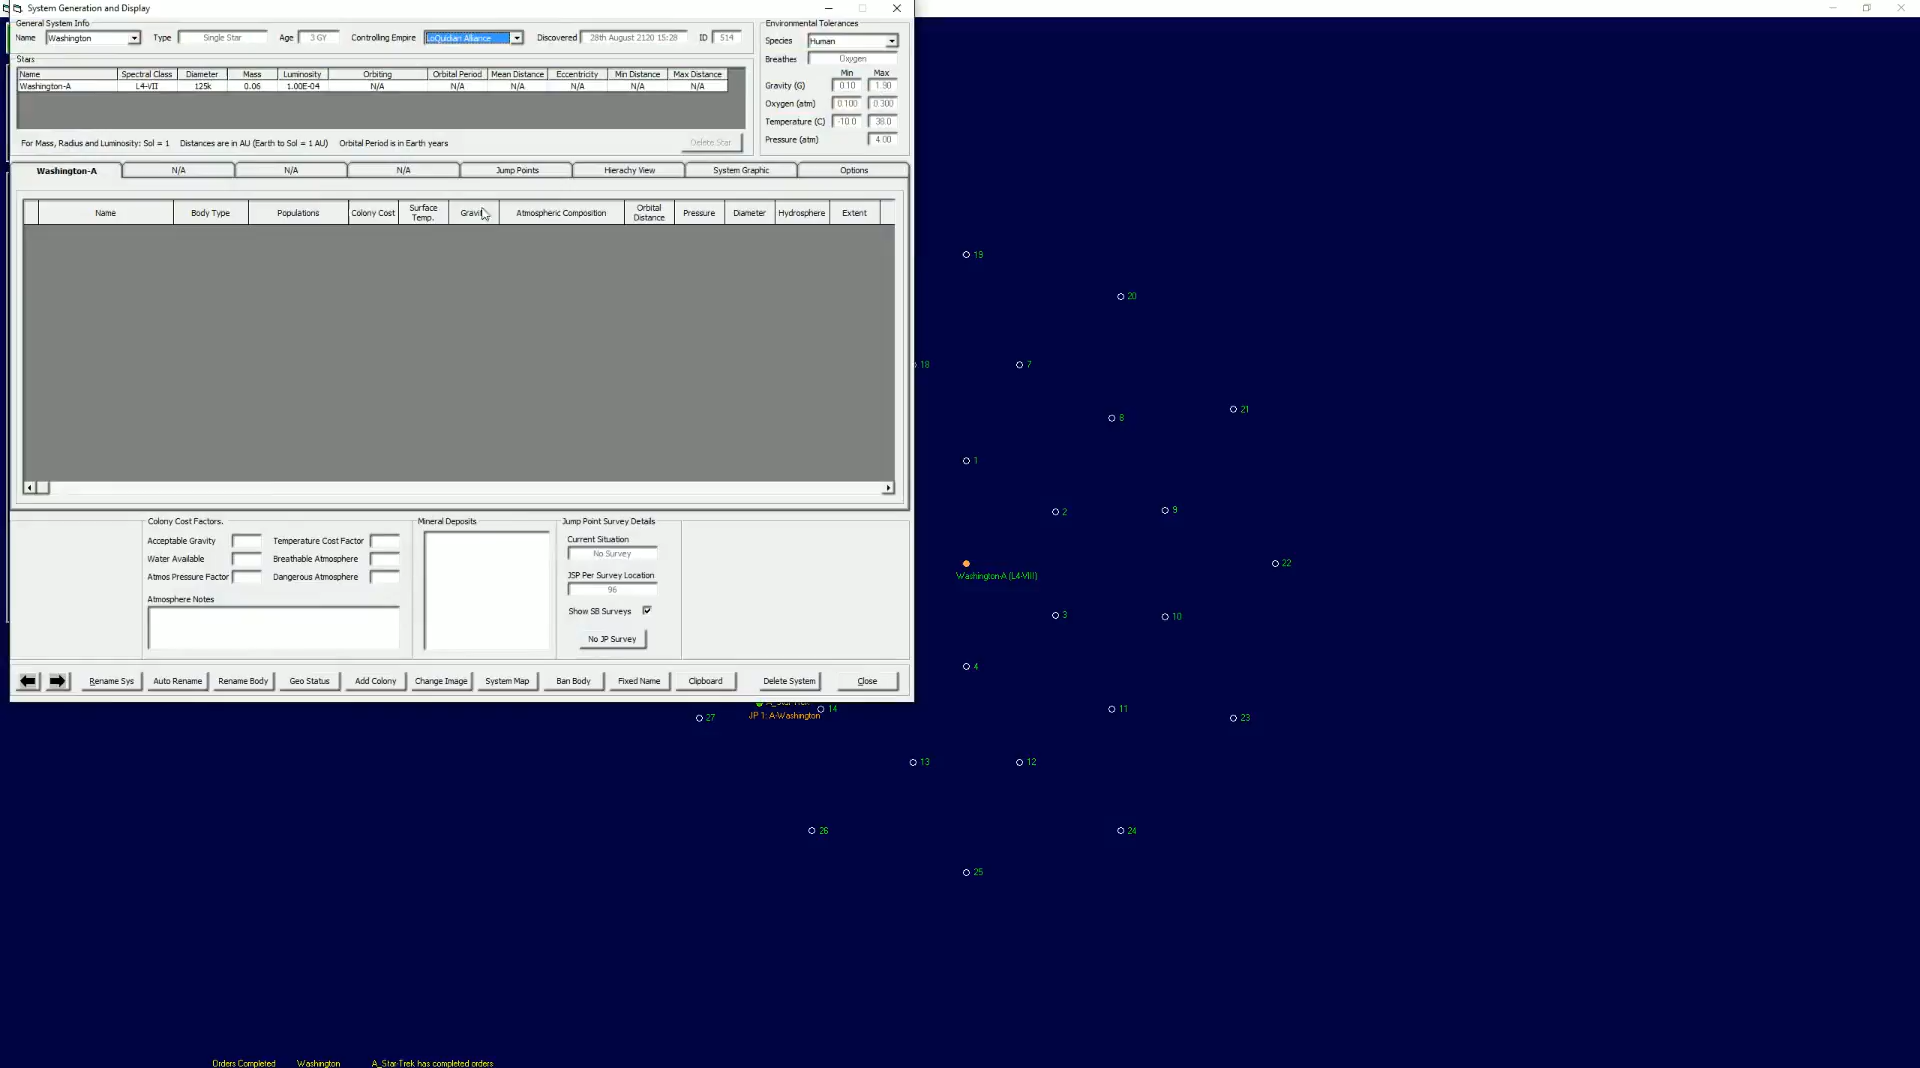 System Generation and Display
General System Info
Name Washington Type Single Star Age 3 GY Controlling Empire LoQuidian Alliance Discovered 28th August 2120 15:28 ID 514
Environmental Tolerances
Species Human
Breathes Oxygen
Min Max
Gravity (G) 0.10 1.90
Oxygen (atm) 0.100 0.300
Temperature (C) -10.0 38.0
Pressure (atm) 4.00
Stars
Name Spectral Class Diameter Mass Luminosity Orbiting Orbital Period Mean Distance Eccentricity Min Distance Max Distance
Washington-A L4-VII 125k 0.06 1.00E-04 N/A N/A N/A N/A N/A N/A
For Mass, Radius and Luminosity: Sol = 1 Distances are in AU (Earth to Sol = 1 AU) Orbital Period is in Earth years Delete Star
Washington-A N/A N/A N/A Jump Points Hierachy View System Graphic Options
Name Body Type Populations Colony Cost Surface Temp. Gravity Atmospheric Composition Orbital Distance Pressure Diameter Hydrosphere Extent
Colony Cost Factors.
Acceptable Gravity Temperature Cost Factor
Water Available Breathable Atmosphere
Atmos Pressure Factor Dangerous Atmosphere
Atmosphere Notes
Mineral Deposits
Jump Point Survey Details
Current Situation
No Survey
JSP Per Survey Location
96
Show SB Surveys
No JP Survey
Rename Sys Auto Rename Rename Body Geo Status Add Colony Change Image System Map Ban Body Fixed Name Clipboard Delete System Close
19
20
18
7
21
8
1
2
9
22
Washington-A (L4-VIII)
3
10
4
14
JP 1: A-Washington
27
11
23
13
12
26
24
25
Orders Completed Washington A_Star-Trek has completed orders